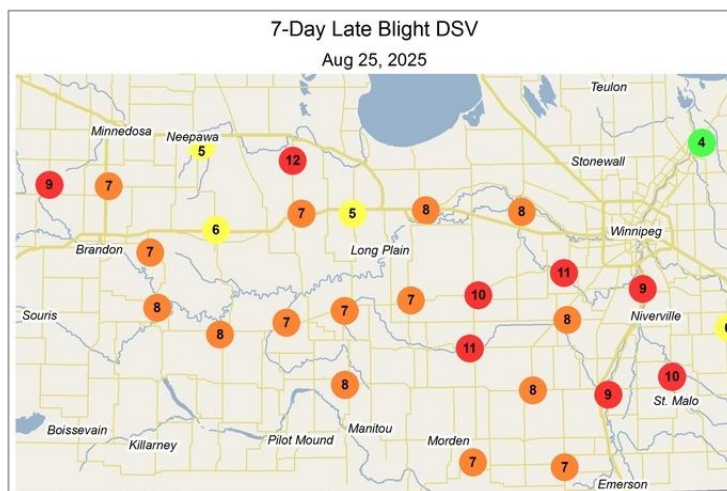 7-Day Late Blight DSV
Aug 25, 2025
Teulon
Minnedosa
Neepawa
5
4
12
Stonewall
9
7
7
5
8
8
6
Winnipeg
Brandon
7
Long Plain
11
9
10
7
8
7
Souris
Niverville
8
7
8
11
10
8
8
9
St. Malo
Boissevain
Killarney
Pilot Mound
Manitou
Morden
7
7
Emerson